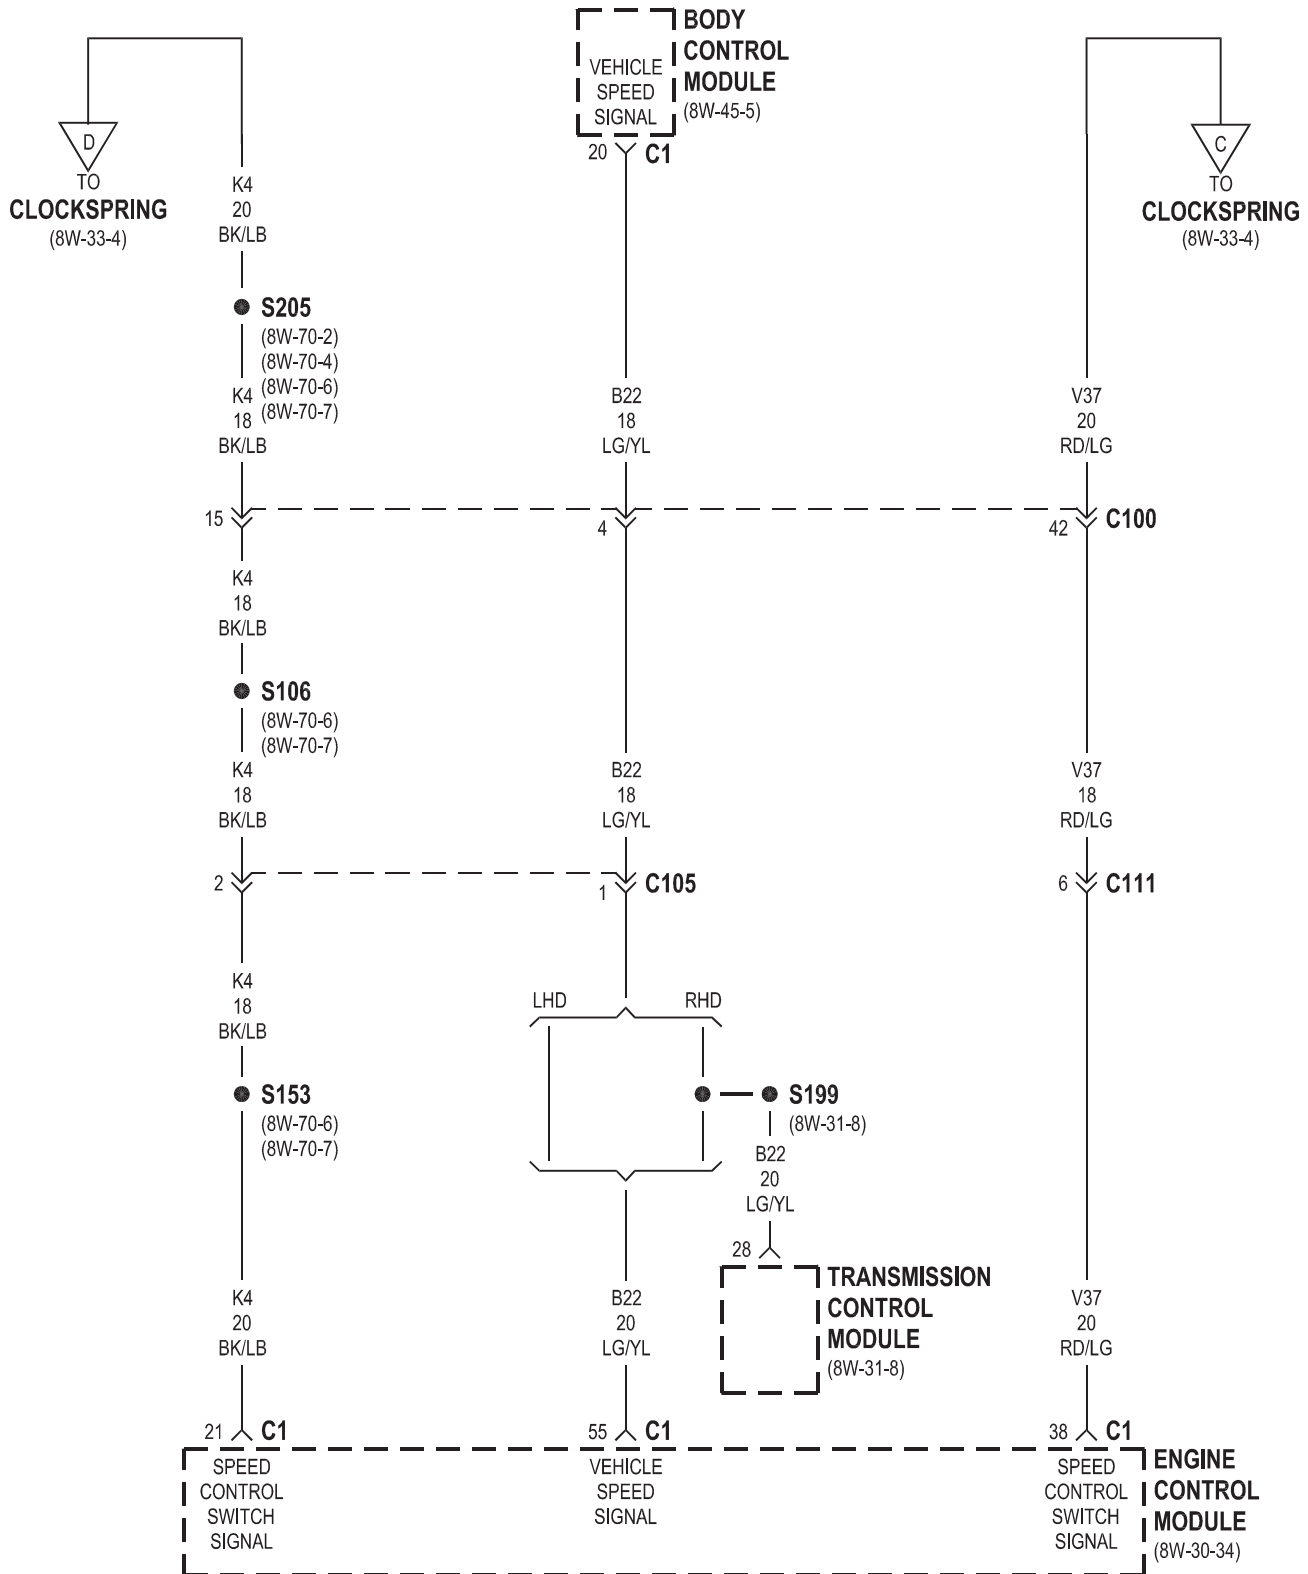 BODY
CONTROL
MODULE
(8W-45-5)
VEHICLE
SPEED
SIGNAL
20 C1
D
TO
CLOCKSPRING
(8W-33-4)
C
TO
CLOCKSPRING
(8W-33-4)
K4
20
BK/LB
S205
(8W-70-2)
(8W-70-4)
(8W-70-6)
(8W-70-7)
K4
18
BK/LB
B22
18
LG/YL
V37
20
RD/LG
15
4
42 C100
K4
18
BK/LB
S106
(8W-70-6)
(8W-70-7)
K4
18
BK/LB
B22
18
LG/YL
V37
18
RD/LG
2
1 C105
6 C111
K4
18
BK/LB
LHD
RHD
S153
(8W-70-6)
(8W-70-7)
S199
(8W-31-8)
B22
20
LG/YL
28
TRANSMISSION
CONTROL
MODULE
(8W-31-8)
K4
20
BK/LB
B22
20
LG/YL
V37
20
RD/LG
21 C1
55 C1
38 C1
SPEED
CONTROL
SWITCH
SIGNAL
VEHICLE
SPEED
SIGNAL
SPEED
CONTROL
SWITCH
SIGNAL
ENGINE
CONTROL
MODULE
(8W-30-34)